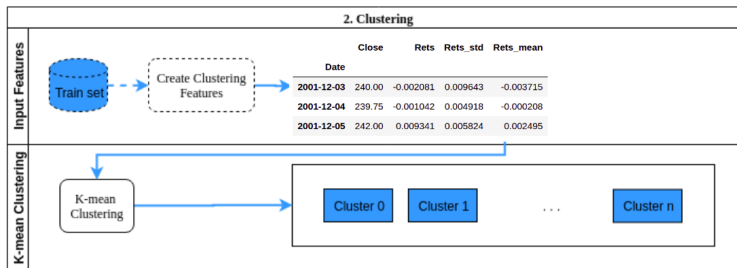 2. Clustering
Input Features
Train set
Create Clustering
Features
Close Rets Rets_std Rets_mean
Date
2001-12-03 240.00 -0.002081 0.009643 -0.003715
2001-12-04 239.75 -0.001042 0.004918 -0.000208
2001-12-05 242.00 0.009341 0.005824 0.002495
K-mean Clustering
K-mean
Clustering
Cluster 0 Cluster 1 ... Cluster n